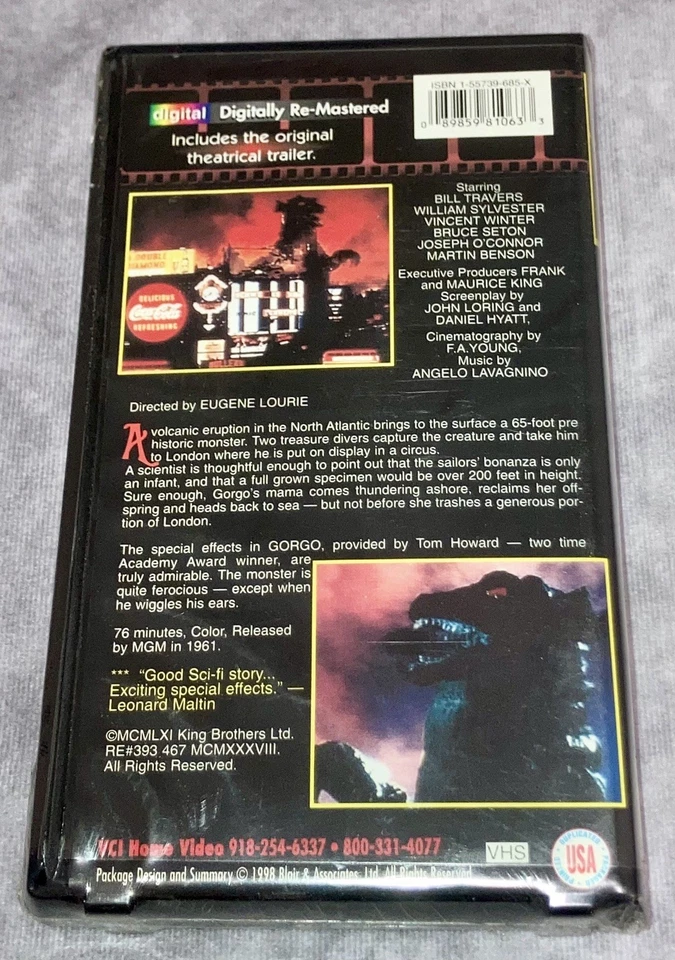 ISBN 1-55739-685-X
0 89859 81063 3
digital Digitally Re-Mastered
Includes the original
theatrical trailer.
DOUBLE
DIAMOND
DELICIOUS
Coca-Cola
REFRESHING
Starring
BILL TRAVERS
WILLIAM SYLVESTER
VINCENT WINTER
BRUCE SETON
JOSEPH O'CONNOR
MARTIN BENSON
Executive Producers FRANK
and MAURICE KING
Screenplay by
JOHN LORING and
DANIEL HYATT,
Cinematography by
F.A.YOUNG,
Music by
ANGELO LAVAGNINO
Directed by EUGENE LOURIE
A volcanic eruption in the North Atlantic brings to the surface a 65-foot pre
historic monster. Two treasure divers capture the creature and take him
to London where he is put on display in a circus.
A scientist is thoughtful enough to point out that the sailors' bonanza is only
an infant, and that a full grown specimen would be over 200 feet in height.
Sure enough, Gorgo's mama comes thundering ashore, reclaims her off-
spring and heads back to sea — but not before she trashes a generous por-
tion of London.
The special effects in GORGO, provided by Tom Howard — two time
Academy Award winner, are
truly admirable. The monster is
quite ferocious — except when
he wiggles his ears.
76 minutes, Color, Released
by MGM in 1961.
*** "Good Sci-fi story...
Exciting special effects." —
Leonard Maltin
©MCMLXI King Brothers Ltd.
RE#393 467 MCMXXXVIII.
All Rights Reserved.
VCI Home Video 918-254-6337 • 800-331-4077
VHS
USA
Package Design and Summary © 1998 Blair & Associates, Ltd. All Rights Reserved